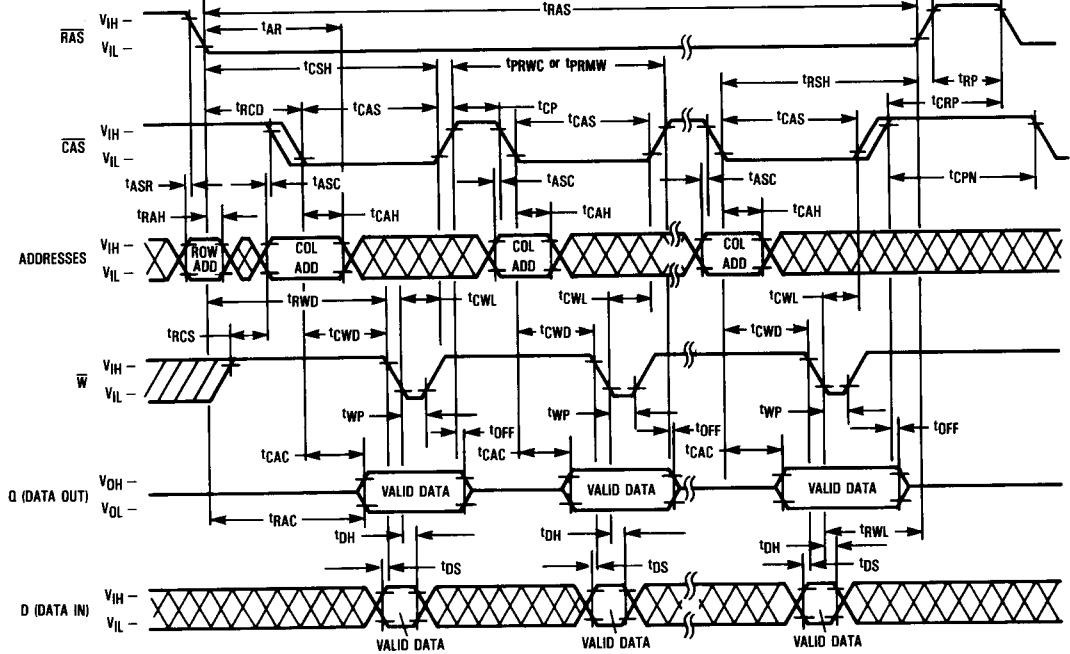 tRAS
VIH –
RAS
VIL –
tAR
tCSH
tPRWC or tPRMW
tRSH
tRP
tRCD
tCAS
tCP
tCAS
tCAS
tCRP
VIH –
CAS
VIL –
tASR
tASC
tASC
tASC
tCPN
tRAH
tCAH
tCAH
tCAH
VIH –
ADDRESSES
VIL –
ROW ADD
COL ADD
COL ADD
COL ADD
tRWD
tCWL
tCWL
tCWL
tRCS
tCWD
tCWD
tCWD
VIH –
W
VIL –
tWP
tWP
tWP
tOFF
tOFF
tOFF
tCAC
tCAC
tCAC
VOH –
Q (DATA OUT)
VOL –
VALID DATA
VALID DATA
VALID DATA
tRAC
tDH
tDH
tDH
tRWL
tDS
tDS
tDS
VIH –
D (DATA IN)
VIL –
VALID DATA
VALID DATA
VALID DATA